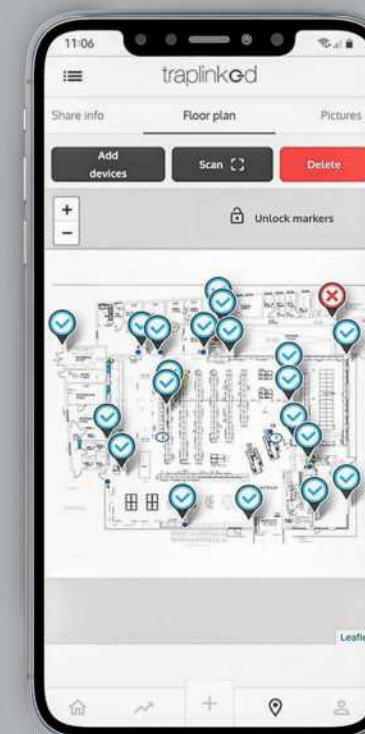 11:06
traplinked
Share info
Floor plan
Pictures
Add
devices
Scan
Delete
+
−
Unlock markers
Leafle